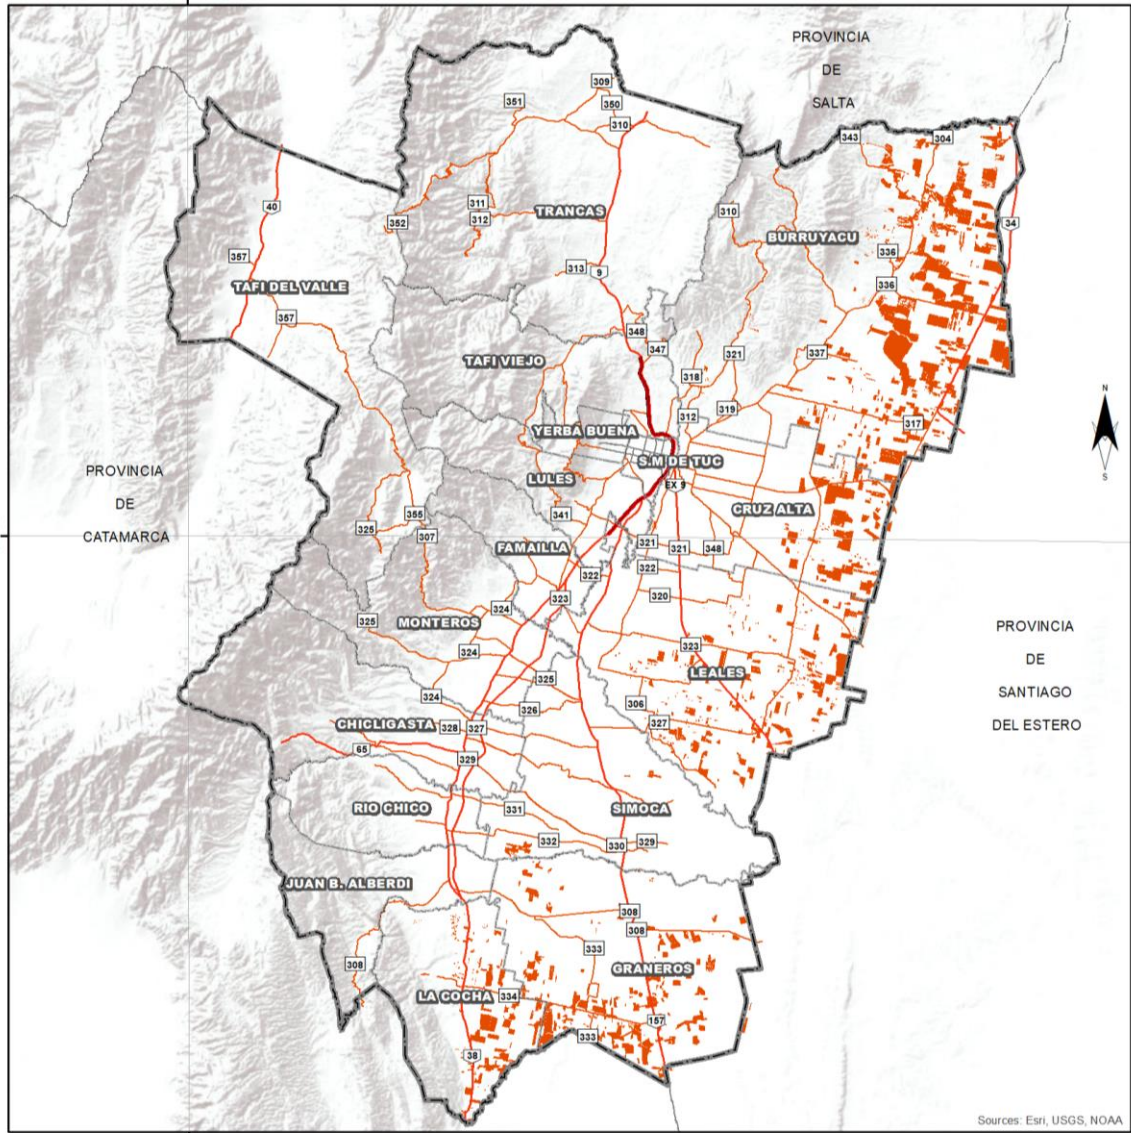 PROVINCIA
DE
SALTA
309
351
350
310
343
304
40
311
312
TRANCAS
310
352
34
BURRUYACU
357
336
313
9
TAFI DEL VALLE
336
357
348
347
TAFI VIEJO
321
337
318
312
319
317
YERBA BUENA
S.M DE TUC
PROVINCIA
DE
CATAMARCA
LULES
EX 9
CRUZ ALTA
N
S
355
341
325
307
FAMAILLA
321
321
348
322
322
323
320
324
325
MONTEROS
324
323
LEALES
PROVINCIA
DE
SANTIAGO
DEL ESTERO
325
324
326
306
CHICLIGASTA
328
327
327
65
329
RIO CHICO
331
SIMOCA
332
330
329
JUAN B. ALBERDI
308
308
333
308
GRANEROS
LA COCHA
334
157
333
38
Sources: Esri, USGS, NOAA